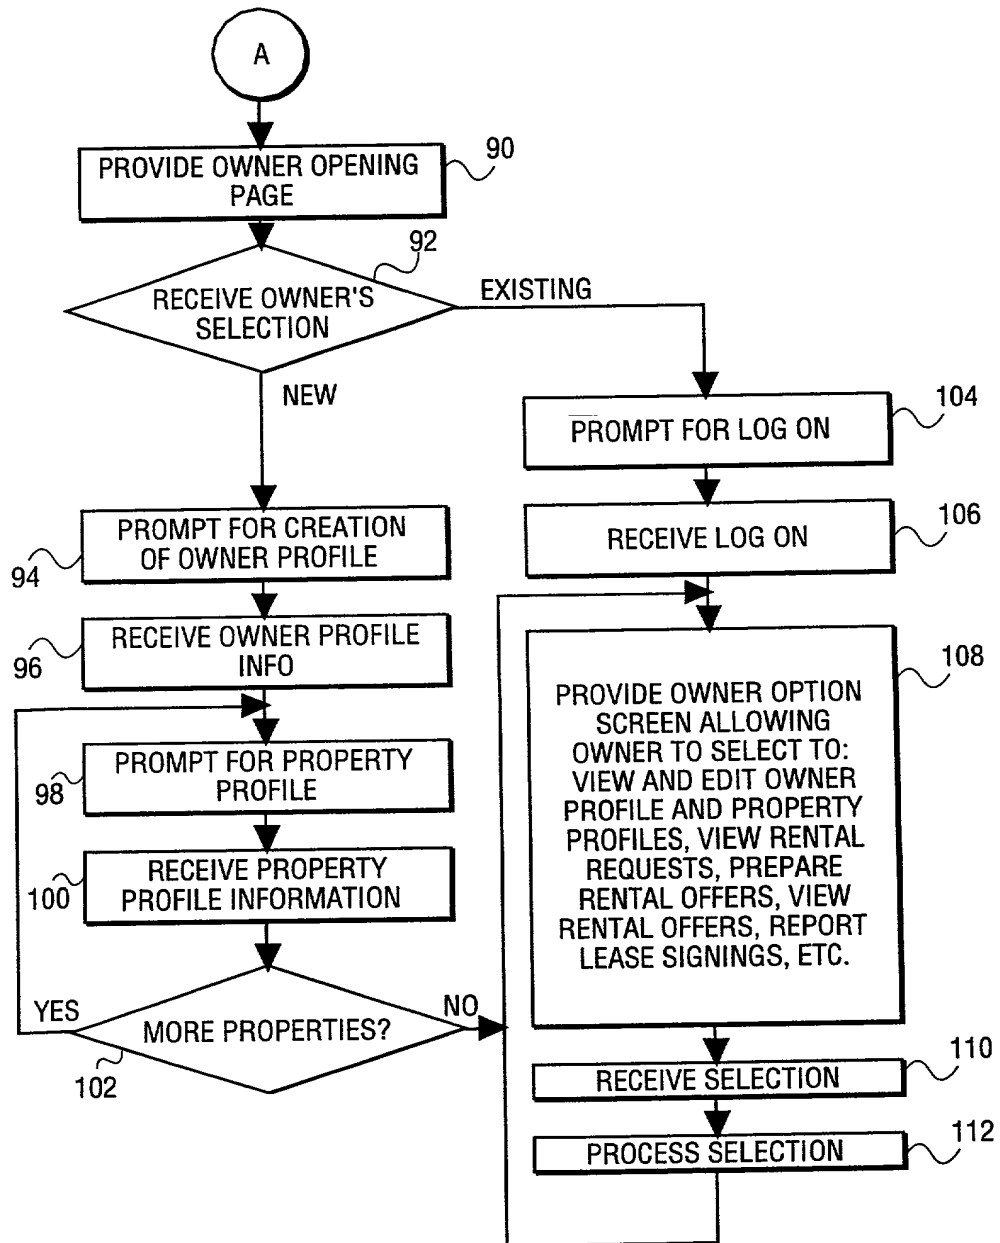 A
PROVIDE OWNER OPENING
PAGE
90
92
RECEIVE OWNER'S
SELECTION
EXISTING
NEW
PROMPT FOR CREATION
OF OWNER PROFILE
94
RECEIVE OWNER PROFILE
INFO
96
PROMPT FOR PROPERTY
PROFILE
98
RECEIVE PROPERTY
PROFILE INFORMATION
100
YES
MORE PROPERTIES?
NO
102
104
PROMPT FOR LOG ON
106
RECEIVE LOG ON
108
PROVIDE OWNER OPTION
SCREEN ALLOWING
OWNER TO SELECT TO:
VIEW AND EDIT OWNER
PROFILE AND PROPERTY
PROFILES, VIEW RENTAL
REQUESTS, PREPARE
RENTAL OFFERS, VIEW
RENTAL OFFERS, REPORT
LEASE SIGNINGS, ETC.
110
RECEIVE SELECTION
112
PROCESS SELECTION